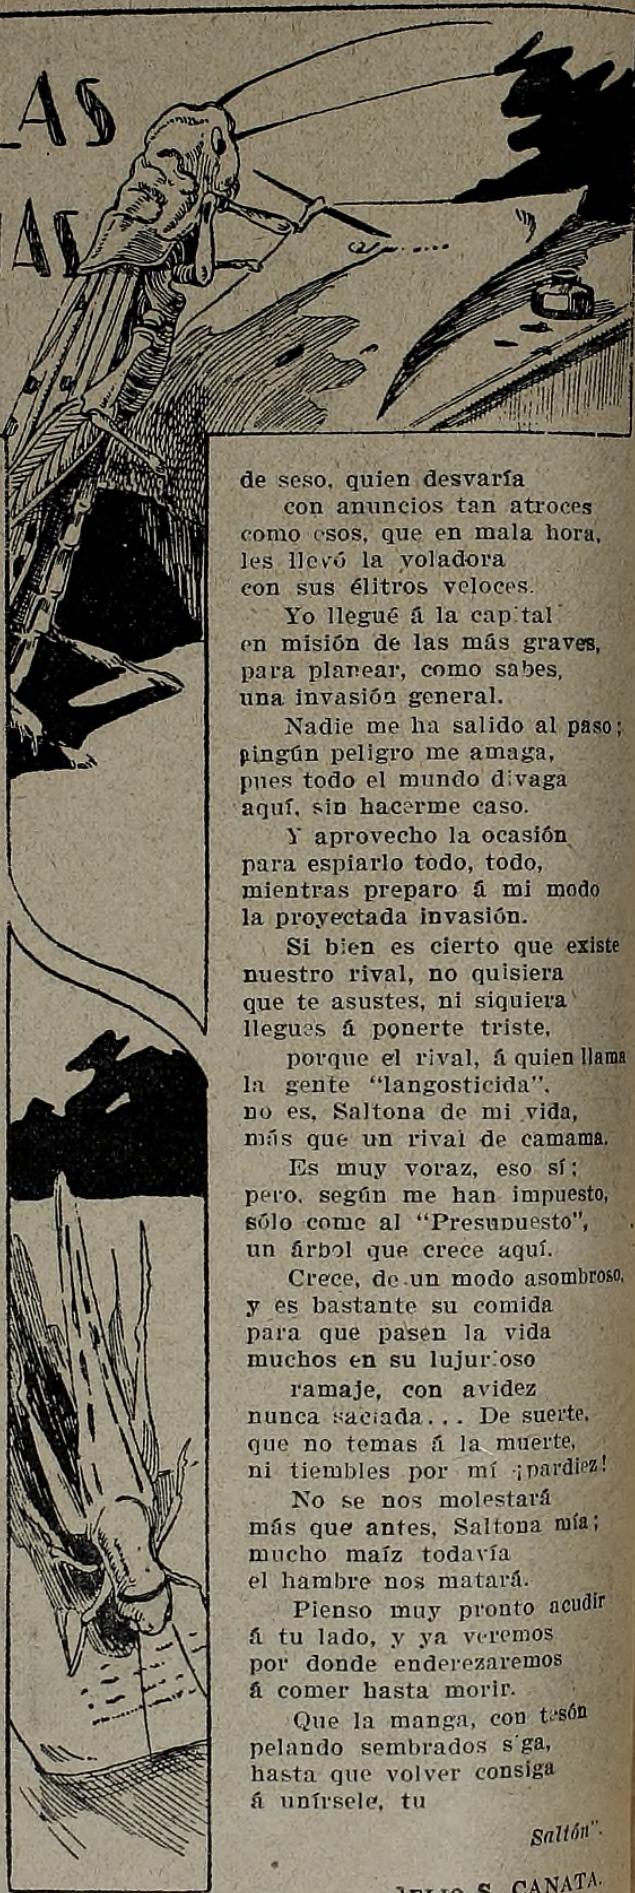 LAS
AS
de seso, quien desvaría
con anuncios tan atroces
como esos, que en mala hora,
les llevó la voladora
con sus élitros veloces.
Yo llegué á la capital
en misión de las más graves,
para planear, como sabes,
una invasión general.
Nadie me ha salido al paso;
ningún peligro me amaga,
pues todo el mundo divaga
aquí, sin hacerme caso.
Y aprovecho la ocasión
para espiarlo todo, todo,
mientras preparo á mi modo
la proyectada invasión.
Si bien es cierto que existe
nuestro rival, no quisiera
que te asustes, ni siquiera
llegues á ponerte triste,
porque el rival, á quien llama
la gente "langosticida",
no es, Saltona de mi vida,
más que un rival de camama.
Es muy voraz, eso sí;
pero, según me han impuesto,
sólo come al "Presupuesto",
un árbol que crece aquí.
Crece, de un modo asombroso,
y es bastante su comida
para que pasen la vida
muchos en su lujurioso
ramaje, con avidez
nunca saciada... De suerte,
que no temas á la muerte,
ni tiembles por mí ¡pardiez!
No se nos molestará
más que antes, Saltona mía;
mucho maíz todavía
el hambre nos matará.
Pienso muy pronto acudir
á tu lado, y ya veremos
por donde enderezaremos
á comer hasta morir.
Que la manga, con tesón
pelando sembrados siga,
hasta que volver consiga
á unírsele, tu
Saltón".
S. CANATA.